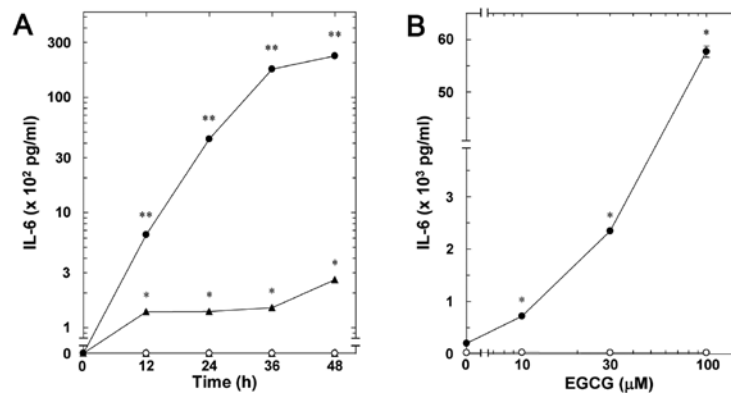 A
IL-6 (x 10² pg/ml)
300
100
30
10
3
1
0
** ** ** **
* * * *
0 12 24 36 48
Time (h)
B
IL-6 (x 10³ pg/ml)
60
50
3
2
1
0
* * *
*
0 10 30 100
EGCG (μM)